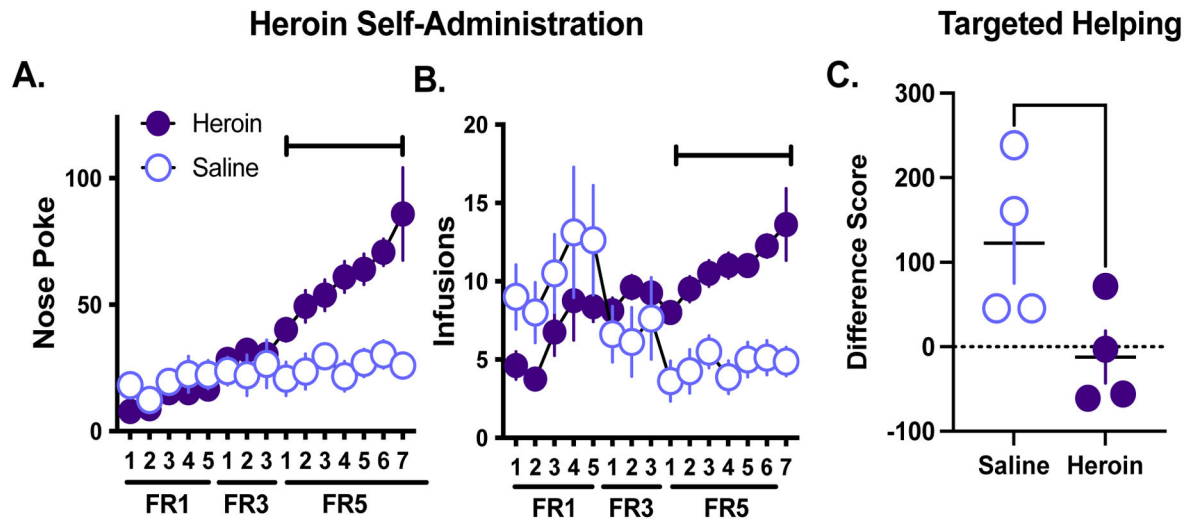 Heroin Self-Administration
Targeted Helping
A.
Heroin
Saline
100
50
0
Nose Poke
1 2 3 4 5 1 2 3 1 2 3 4 5 6 7
FR1 FR3 FR5
B.
20
15
10
5
0
Infusions
1 2 3 4 5 1 2 3 1 2 3 4 5 6 7
FR1 FR3 FR5
C.
300
200
100
0
-100
Difference Score
Saline Heroin